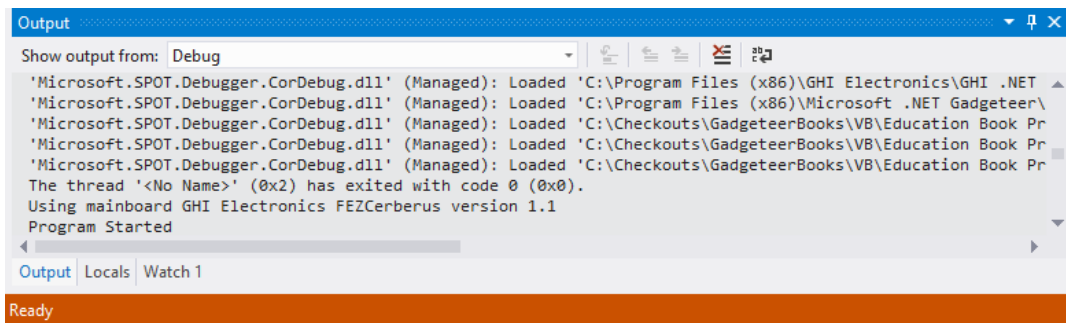 Output
Show output from: Debug
'Microsoft.SPOT.Debugger.CorDebug.dll' (Managed): Loaded 'C:\Program Files (x86)\GHI Electronics\GHI .NET
'Microsoft.SPOT.Debugger.CorDebug.dll' (Managed): Loaded 'C:\Program Files (x86)\Microsoft .NET Gadgeteer\
'Microsoft.SPOT.Debugger.CorDebug.dll' (Managed): Loaded 'C:\Checkouts\GadgeteerBooks\VB\Education Book Pr
'Microsoft.SPOT.Debugger.CorDebug.dll' (Managed): Loaded 'C:\Checkouts\GadgeteerBooks\VB\Education Book Pr
'Microsoft.SPOT.Debugger.CorDebug.dll' (Managed): Loaded 'C:\Checkouts\GadgeteerBooks\VB\Education Book Pr
The thread '<No Name>' (0x2) has exited with code 0 (0x0).
Using mainboard GHI Electronics FEZCerberus version 1.1
Program Started
Output Locals Watch 1
Ready